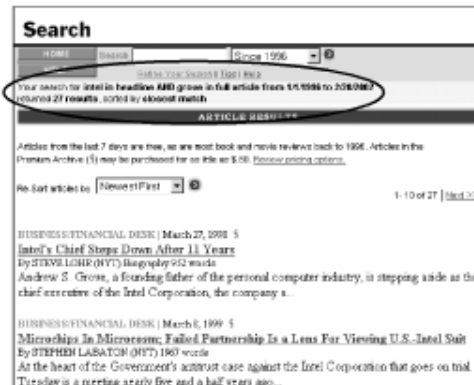 Search
HOME
Search
Since 1996
Refine Your Search | Tips | Help
Your search for intel in headline AND grove in full article from 1/1/1996 to 2/28/2002
returned 27 results, sorted by closest match
ARTICLE RESULTS
Articles from the last 7 days are free, as are most book and movie reviews back to 1996. Articles in the
Premium Archive ($) may be purchased for as little as $.80. Review pricing options.
Re-Sort articles by Newest First
1-10 of 27 | Next >
BUSINESS/FINANCIAL DESK | March 27, 1998 $
Intel's Chief Steps Down After 11 Years
By STEVE LOHR (NYT) Biography 952 words
Andrew S. Grove, a founding father of the personal computer industry, is stepping aside as the
chief executive of the Intel Corporation, the company a...
BUSINESS/FINANCIAL DESK | March 8, 1999 $
Microchips In Microcosm; Failed Partnership Is a Lens For Viewing U.S.-Intel Suit
By STEPHEN LABATON (NYT) 1967 words
At the heart of the Government's antitrust case against the Intel Corporation that goes on trial
Tuesday is a meeting nearly five and a half years ago...